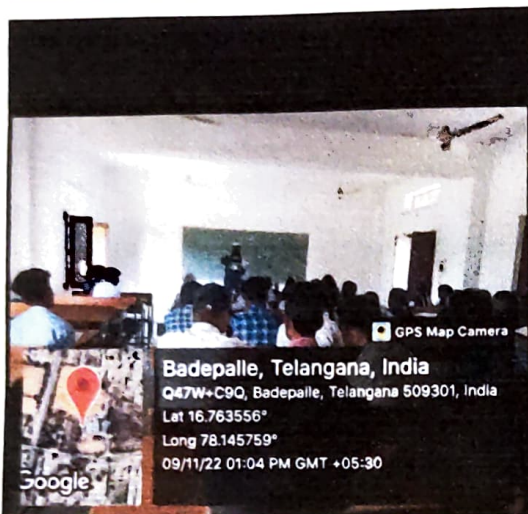 GPS Map Camera
Badepalle, Telangana, India
Q47W+C9Q, Badepalle, Telangana 509301, India
Lat 16.763556°
Long 78.145759°
09/11/22 01:04 PM GMT +05:30
Google